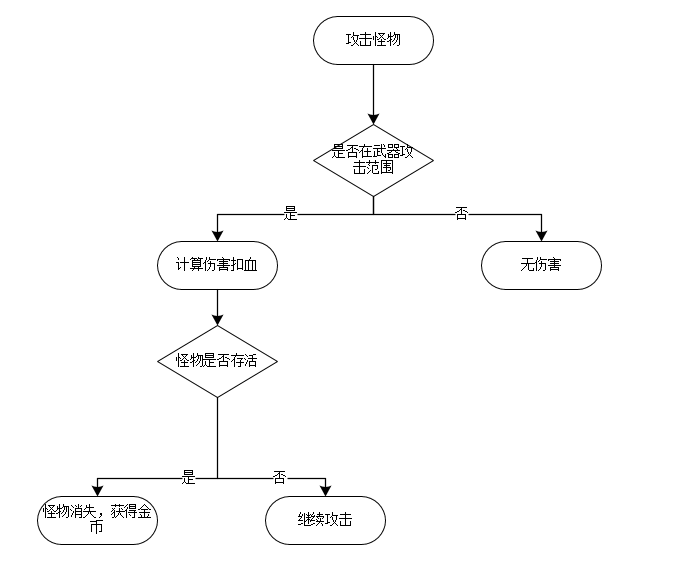 攻击怪物
是否在武器攻
击范围
是
否
计算伤害扣血
无伤害
怪物是否存活
是
否
怪物消失，获得金
币
继续攻击